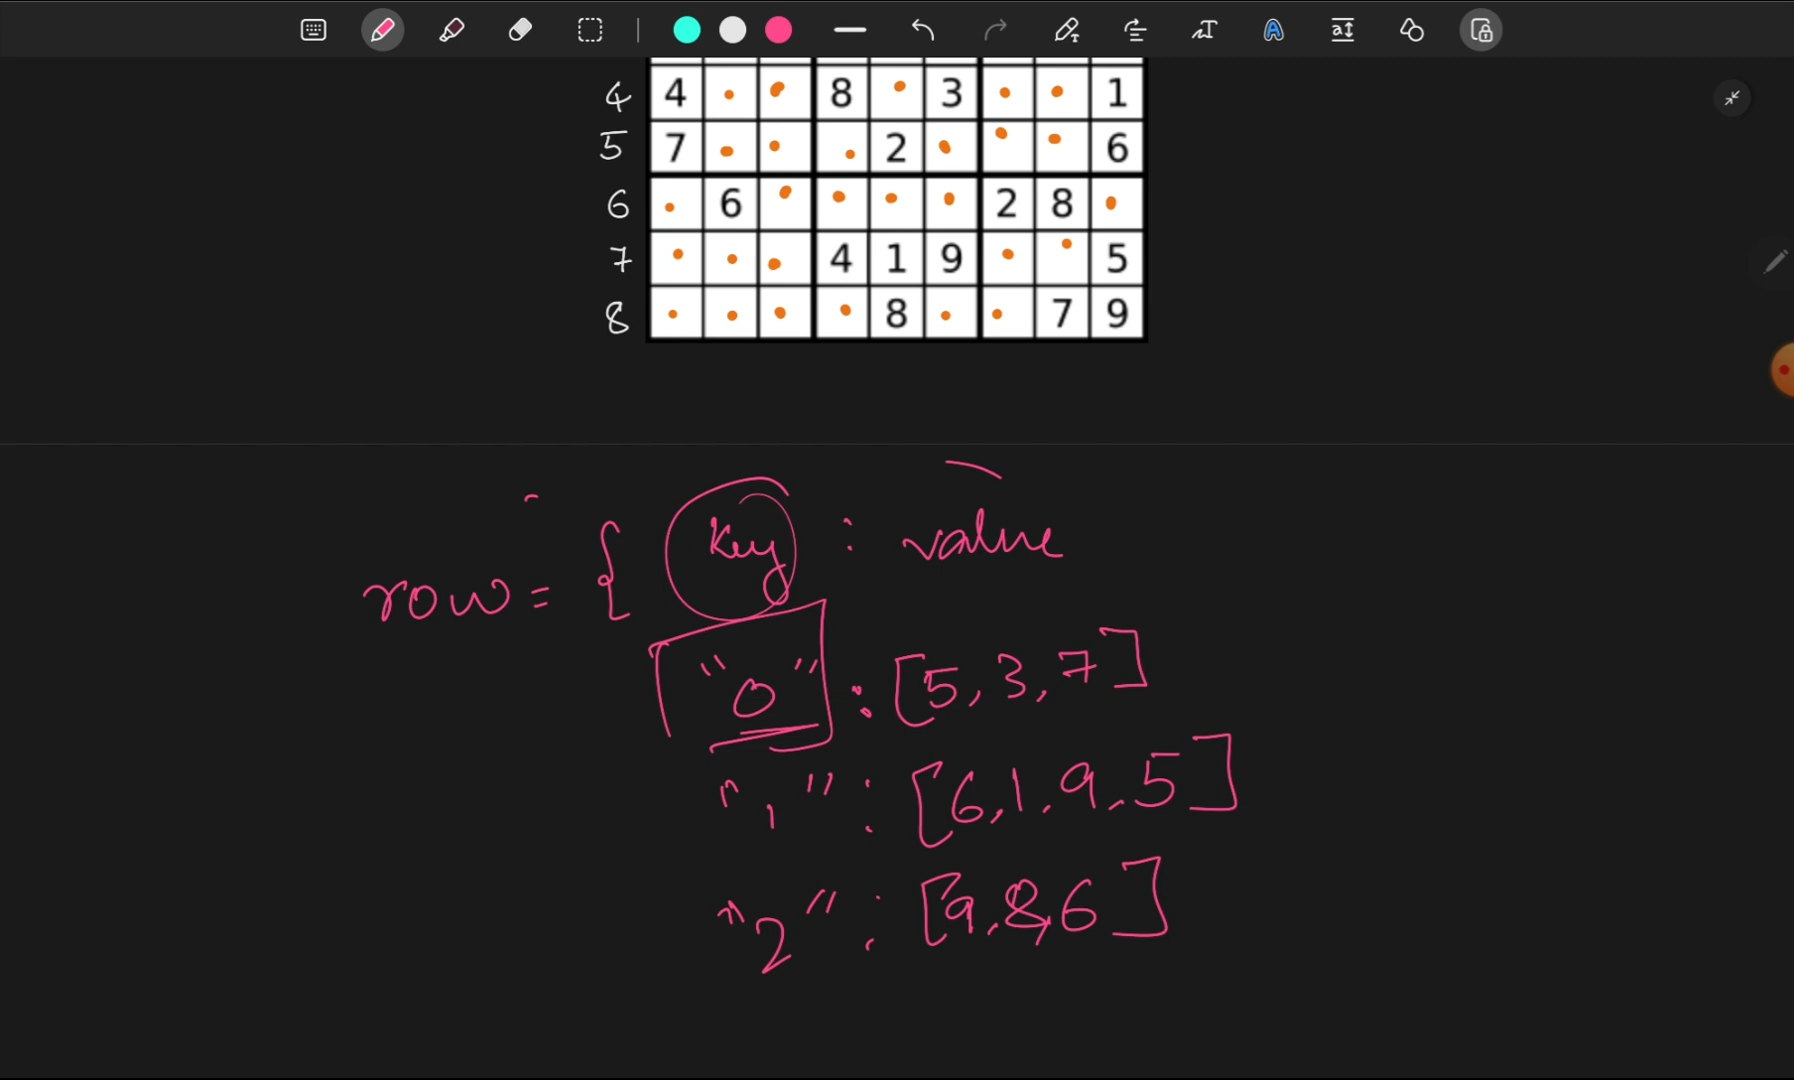 4 4 • • 8 • 3 • • 1
5 7 • • • 2 • • • 6
6 • 6 • • • • 2 8 •
7 • • • 4 1 9 • • 5
8 • • • • 8 • • 7 9
row = { key : value
"0" : [5, 3, 7]
"1" : [6, 1, 9, 5]
"2" : [9, 8, 6]